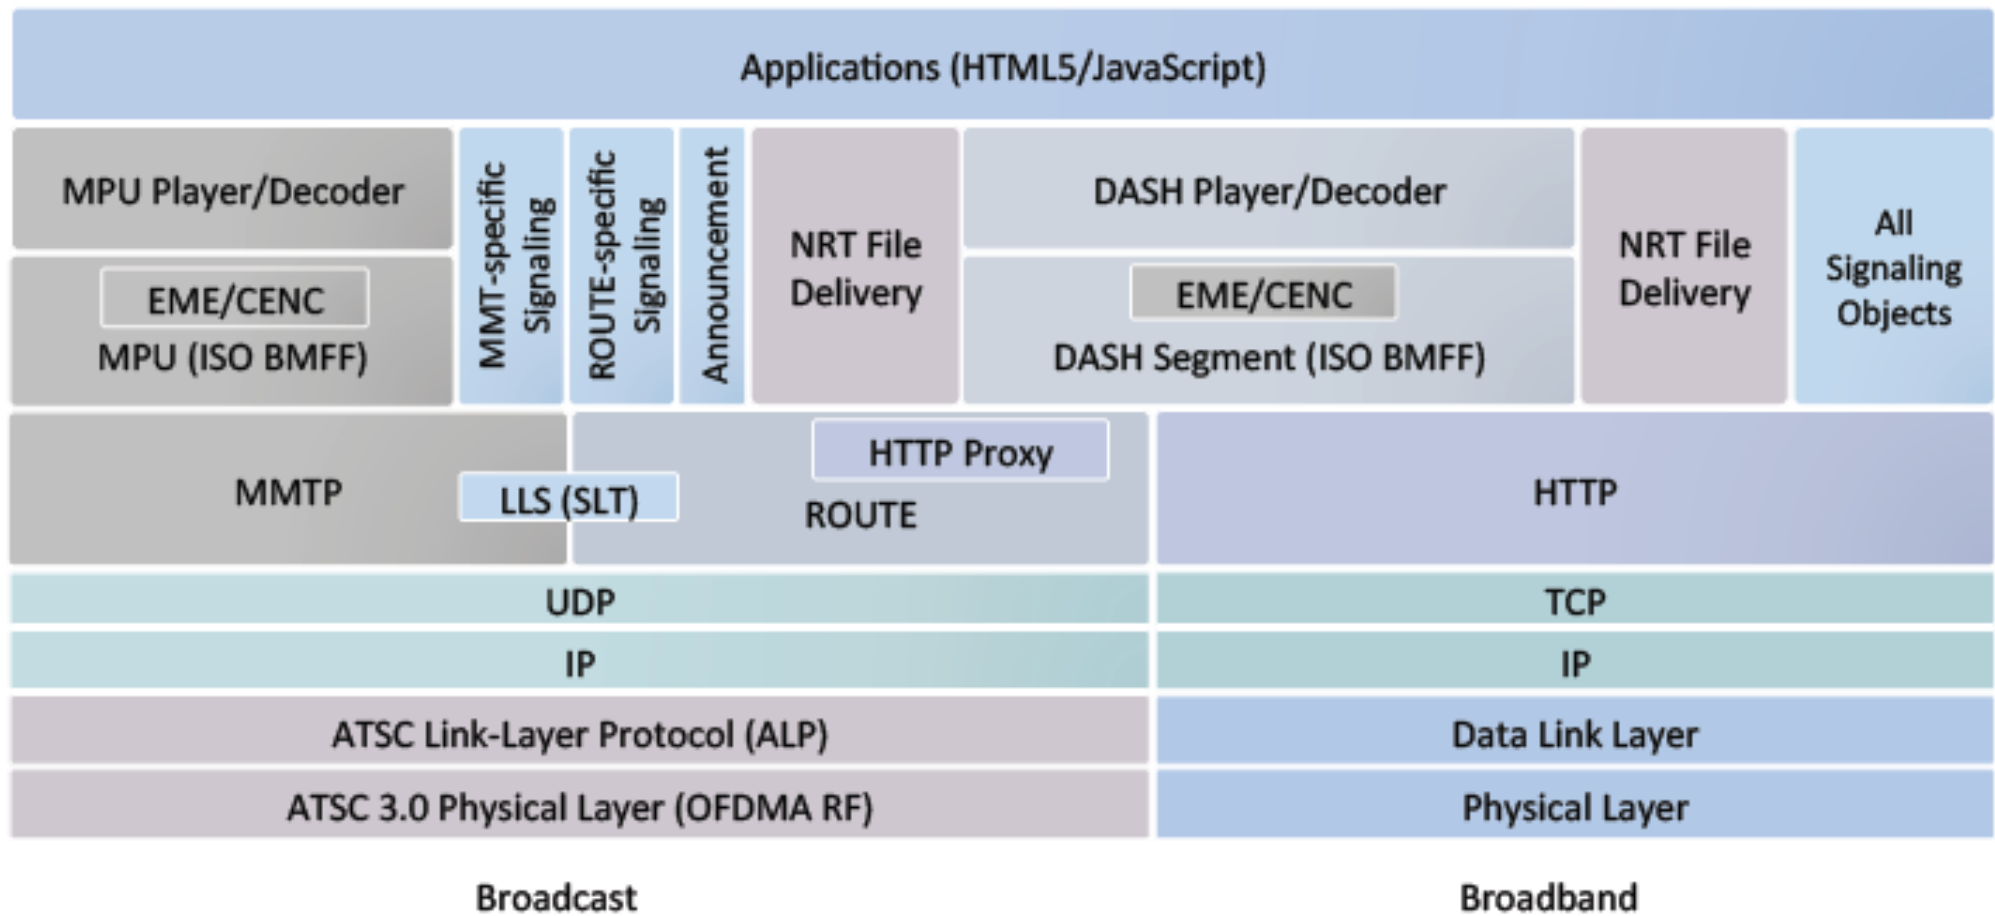 Applications (HTML5/JavaScript)
MPU Player/Decoder
EME/CENC
MPU (ISO BMFF)
MMT-specific
Signaling
ROUTE-specific
Signaling
Announcement
NRT File
Delivery
DASH Player/Decoder
EME/CENC
DASH Segment (ISO BMFF)
NRT File
Delivery
All
Signaling
Objects
MMTP
LLS (SLT)
HTTP Proxy
ROUTE
HTTP
UDP
TCP
IP
IP
ATSC Link-Layer Protocol (ALP)
Data Link Layer
ATSC 3.0 Physical Layer (OFDMA RF)
Physical Layer
Broadcast
Broadband